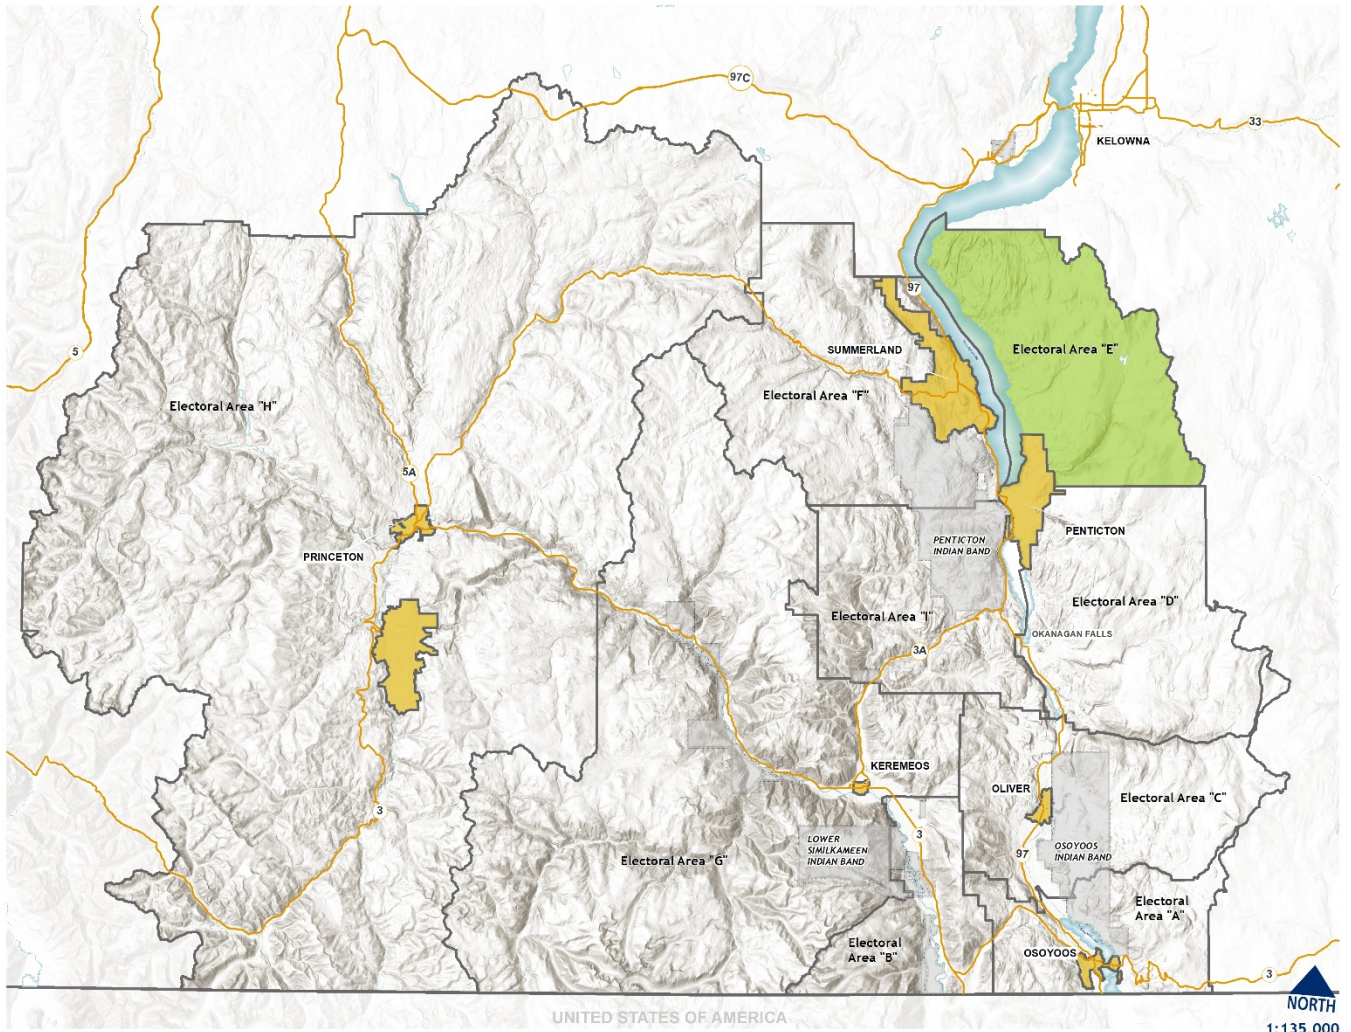 97C
33
KELOWNA
5
97
SUMMERLAND
Electoral Area "E"
Electoral Area "H"
Electoral Area "F"
5A
PRINCETON
PENTICTON
INDIAN BAND
PENTICTON
Electoral Area "I"
Electoral Area "D"
OKANAGAN FALLS
3A
KEREMEOS
OLIVER
Electoral Area "C"
3
3
LOWER
SIMILKAMEEN
INDIAN BAND
Electoral Area "G"
97
OSOYOOS
INDIAN BAND
Electoral
Area "A"
Electoral
Area "B"
OSOYOOS
3
NORTH
UNITED STATES OF AMERICA
1:135,000